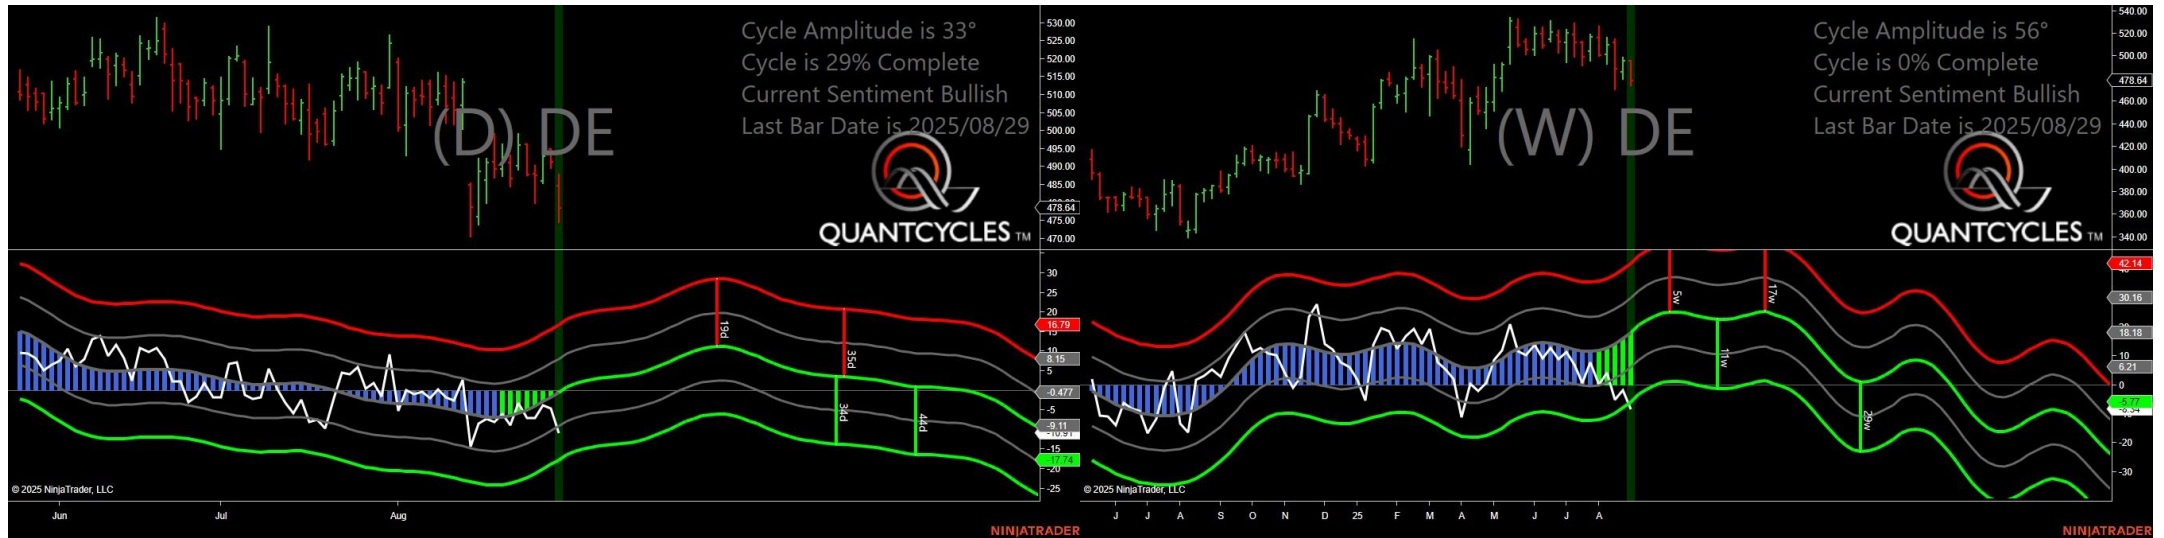 Cycle Amplitude is 33°
Cycle is 29% Complete
Current Sentiment Bullish
Last Bar Date is 2025/08/29
(D) DE
QUANTCYCLES TM
530.00
525.00
520.00
515.00
510.00
505.00
500.00
495.00
490.00
485.00
478.64
475.00
470.00
19d
35d
34d
44d
30
25
20
16.79
15
10
8.15
5
-0.477
-5
-9.11
-10.91
-15
-17.74
-20
-25
© 2025 NinjaTrader, LLC
Jun Jul Aug
NINJATRADER
Cycle Amplitude is 56°
Cycle is 0% Complete
Current Sentiment Bullish
Last Bar Date is 2025/08/29
(W) DE
QUANTCYCLES TM
540.00
520.00
500.00
478.64
460.00
440.00
420.00
400.00
380.00
360.00
340.00
5w
17w
11w
29w
42.14
40
30.16
18.18
10
6.21
0
-5.77
-20
-30
© 2025 NinjaTrader, LLC
J J A S O N D 25 F M A M J J A
NINJATRADER